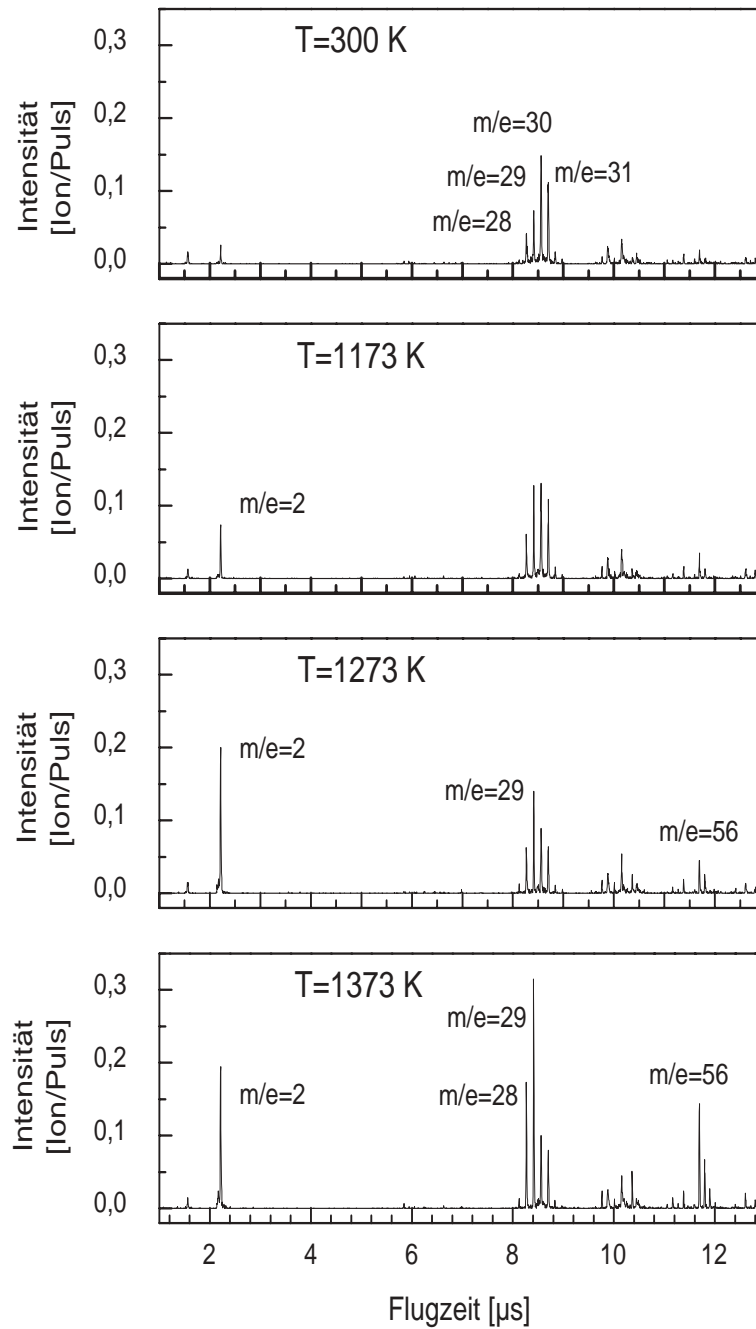 T=300 K
0,3
0,2
0,1
0,0
Intensität
[Ion/Puls]
m/e=30
m/e=29
m/e=31
m/e=28
T=1173 K
0,3
0,2
0,1
0,0
Intensität
[Ion/Puls]
m/e=2
T=1273 K
0,3
0,2
0,1
0,0
Intensität
[Ion/Puls]
m/e=2
m/e=29
m/e=56
T=1373 K
0,3
0,2
0,1
0,0
Intensität
[Ion/Puls]
m/e=29
m/e=2
m/e=28
m/e=56
2 4 6 8 10 12
Flugzeit [µs]